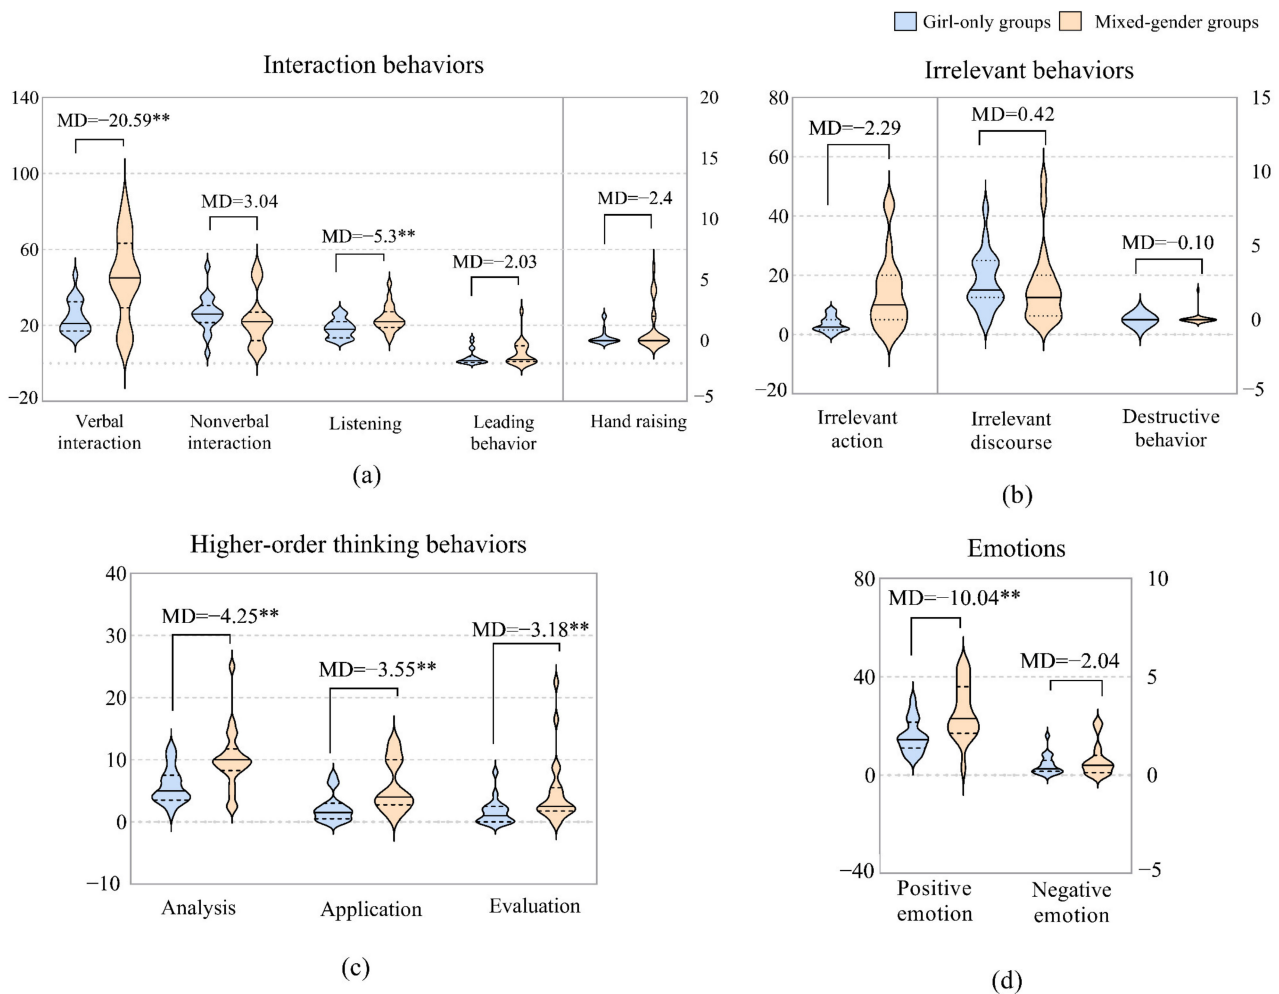 Girl-only groups Mixed-gender groups
Interaction behaviors
140
100
60
20
−20
20
15
10
5
0
−5
MD=−20.59**
MD=3.04
MD=−5.3**
MD=−2.03
MD=−2.4
Verbal
interaction
Nonverbal
interaction
Listening
Leading
behavior
Hand raising
(a)
Irrelevant behaviors
80
60
40
20
0
−20
15
10
5
0
−5
MD=−2.29
MD=0.42
MD=−0.10
Irrelevant
action
Irrelevant
discourse
Destructive
behavior
(b)
Higher-order thinking behaviors
40
30
20
10
0
−10
MD=−4.25**
MD=−3.55**
MD=−3.18**
Analysis
Application
Evaluation
(c)
Emotions
80
40
0
−40
10
5
0
−5
MD=−10.04**
MD=−2.04
Positive
emotion
Negative
emotion
(d)